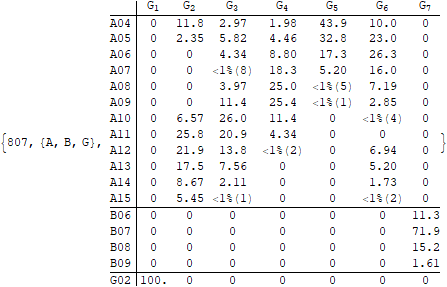 G1 G2 G3 G4 G5 G6 G7
A04 0 11.8 2.97 1.98 43.9 10.0 0
A05 0 2.35 5.82 4.46 32.8 23.0 0
A06 0 0 4.34 8.80 17.3 26.3 0
A07 0 0 <1%(8) 18.3 5.20 16.0 0
A08 0 0 3.97 25.0 <1%(5) 7.19 0
A09 0 0 11.4 25.4 <1%(1) 2.85 0
A10 0 6.57 26.0 11.4 0 <1%(4) 0
A11 0 25.8 20.9 4.34 0 0 0
{807, {A, B, G}, A12 0 21.9 13.8 <1%(2) 0 6.94 0 }
A13 0 17.5 7.56 0 0 5.20 0
A14 0 8.67 2.11 0 0 1.73 0
A15 0 5.45 <1%(1) 0 0 <1%(2) 0
B06 0 0 0 0 0 0 11.3
B07 0 0 0 0 0 0 71.9
B08 0 0 0 0 0 0 15.2
B09 0 0 0 0 0 0 1.61
G02 100. 0 0 0 0 0 0